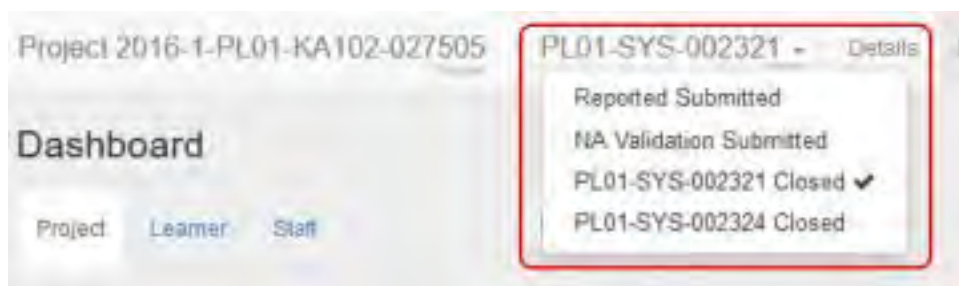 Project 2016-1-PL01-KA102-027505 PL01-SYS-002321 Details
Reported Submitted
NA Validation Submitted
PL01-SYS-002321 Closed ✔
PL01-SYS-002324 Closed
Dashboard
Project Learner Staff